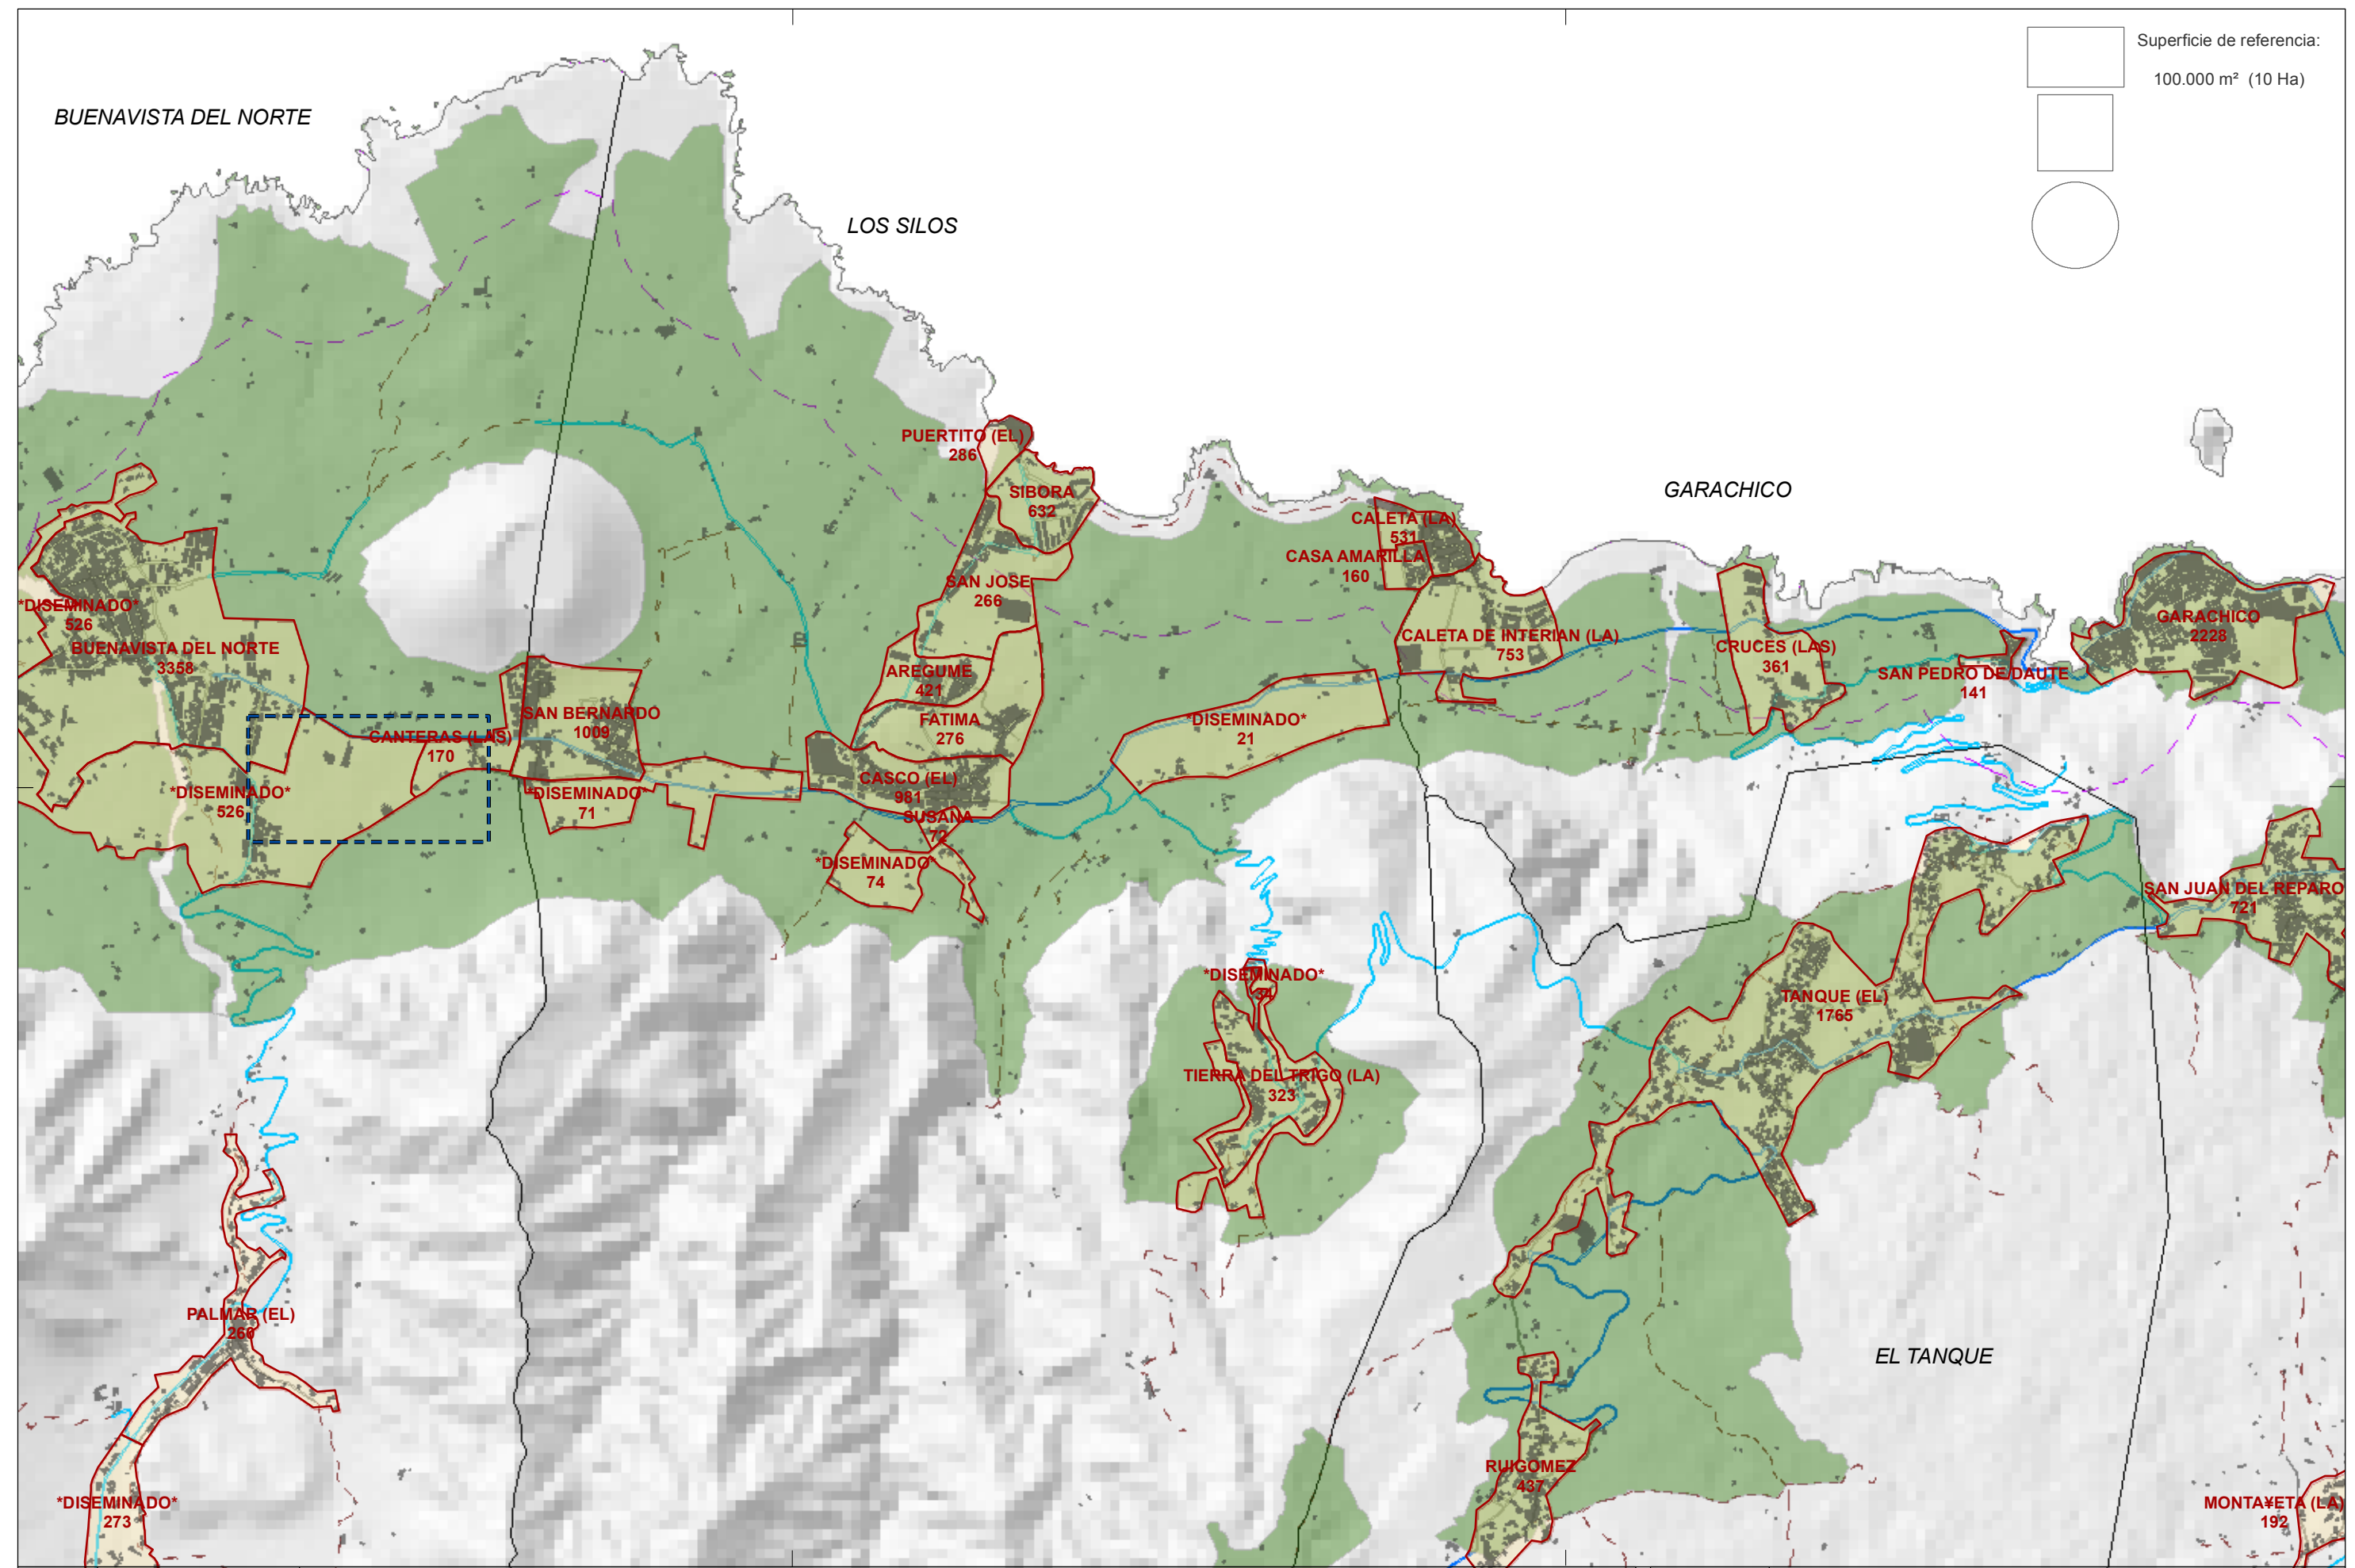 Superficie de referencia:
100.000 m² (10 Ha)
BUENAVISTA DEL NORTE
LOS SILOS
GARACHICO
PUERTITO (EL)
286
SIBORA
632
CALETA (LA)
531
CASA AMARILLA
160
SAN JOSE
266
*DISEMINADO*
526
BUENAVISTA DEL NORTE
3358
CALETA DE INTERIAN (LA)
753
CRUCES (LAS)
361
GARACHICO
2228
SAN PEDRO DE DAUTE
141
AREGUME
421
SAN BERNARDO
1009
FATIMA
276
*DISEMINADO*
21
CANTERAS (LAS)
170
*DISEMINADO*
526
*DISEMINADO*
71
CASCO (EL)
981
SUSANA
72
*DISEMINADO*
74
SAN JUAN DEL REPARO
721
*DISEMINADO*
34
TANQUE (EL)
1765
TIERRA DEL TRIGO (LA)
323
PALMAR (EL)
260
EL TANQUE
RUIGOMEZ
437
*DISEMINADO*
273
MONTA¥ETA (LA)
192